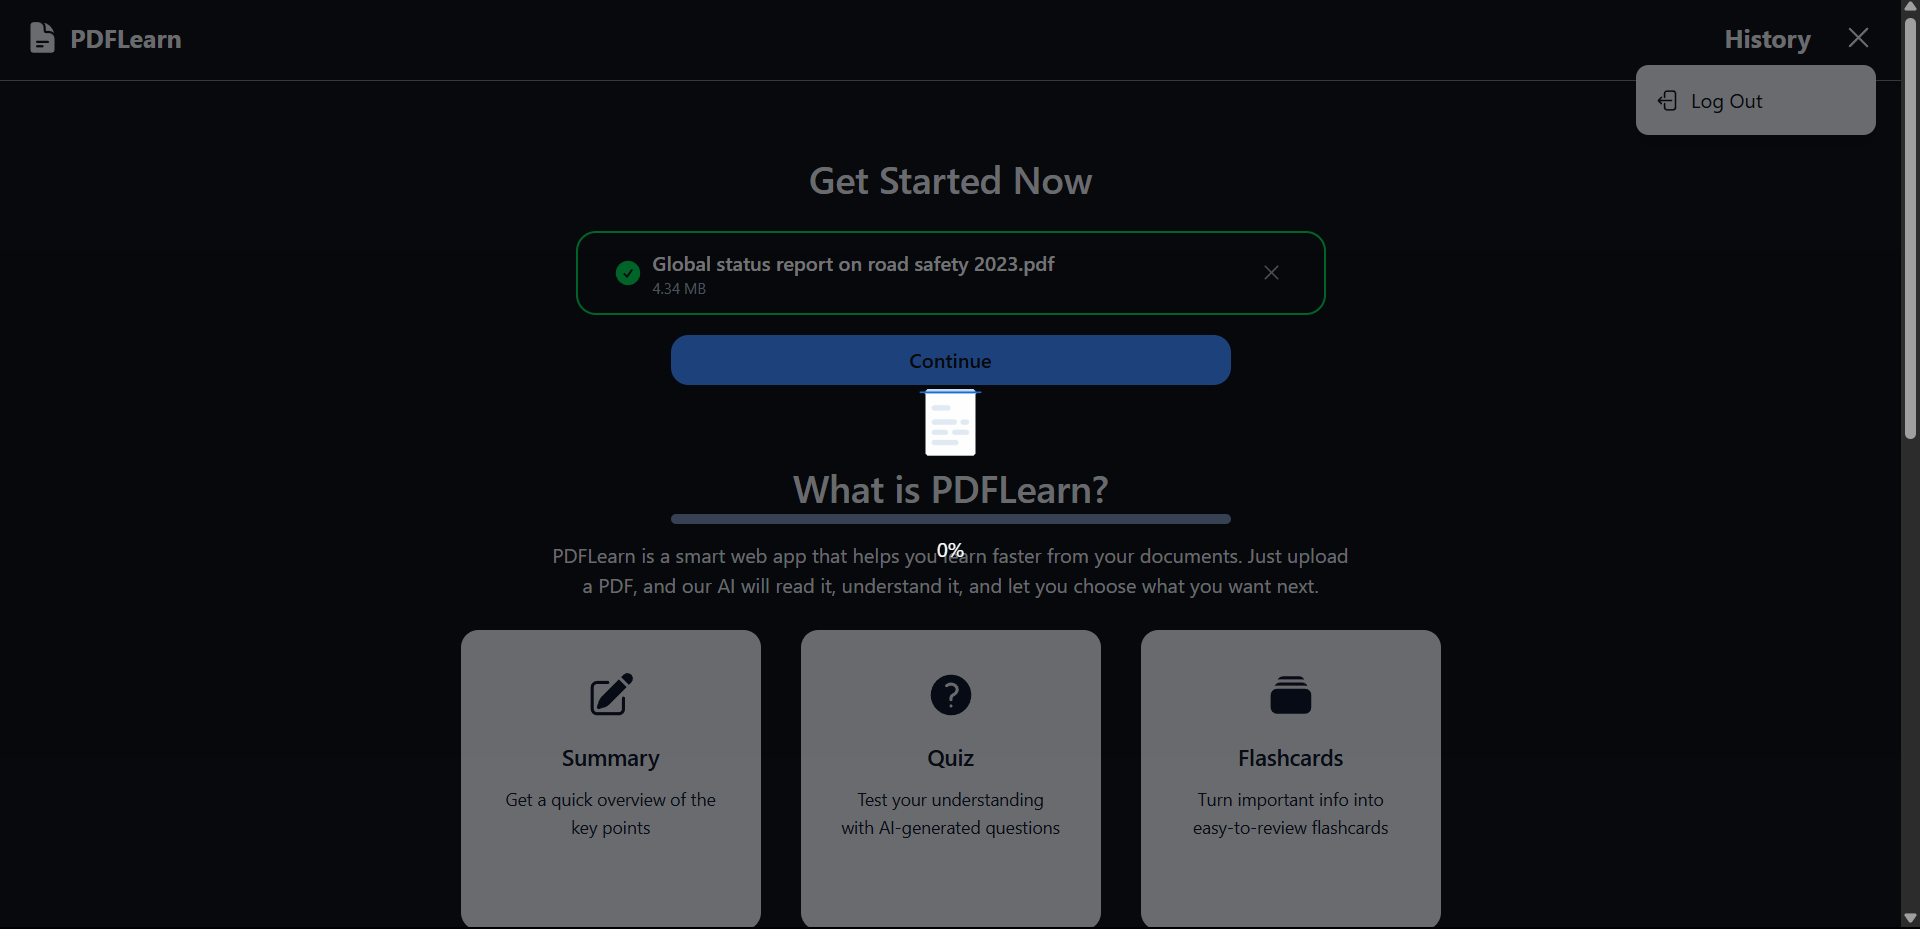 PDFLearn
History
Log Out
Get Started Now
Global status report on road safety 2023.pdf
4.34 MB
Continue
What is PDFLearn?
0%
PDFLearn is a smart web app that helps you learn faster from your documents. Just upload
a PDF, and our AI will read it, understand it, and let you choose what you want next.
Summary
Get a quick overview of the
key points
Quiz
Test your understanding
with AI-generated questions
Flashcards
Turn important info into
easy-to-review flashcards